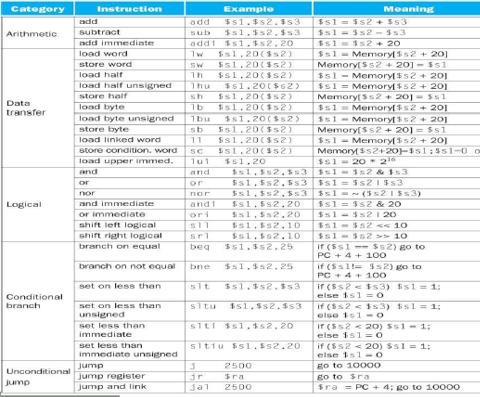 Category Instruction Example Meaning
Arithmetic
add add $s1,$s2,$s3 $s1 = $s2 + $s3
subtract sub $s1,$s2,$s3 $s1 = $s2 – $s3
add immediate addi $s1,$s2,20 $s1 = $s2 + 20
Data transfer
load word lw $s1,20($s2) $s1 = Memory[$s2 + 20]
store word sw $s1,20($s2) Memory[$s2 + 20] = $s1
load half lh $s1,20($s2) $s1 = Memory[$s2 + 20]
load half unsigned lhu $s1,20($s2) $s1 = Memory[$s2 + 20]
store half sh $s1,20($s2) Memory[$s2 + 20] = $s1
load byte lb $s1,20($s2) $s1 = Memory[$s2 + 20]
load byte unsigned lbu $s1,20($s2) $s1 = Memory[$s2 + 20]
store byte sb $s1,20($s2) Memory[$s2 + 20] = $s1
load linked word ll $s1,20($s2) $s1 = Memory[$s2 + 20]
store condition. word sc $s1,20($s2) Memory[$s2+20]=$s1;$s1=0 o
load upper immed. lui $s1,20 $s1 = 20 * 2^16
Logical
and and $s1,$s2,$s3 $s1 = $s2 & $s3
or or $s1,$s2,$s3 $s1 = $s2 | $s3
nor nor $s1,$s2,$s3 $s1 = ~ ($s2 | $s3)
and immediate andi $s1,$s2,20 $s1 = $s2 & 20
or immediate ori $s1,$s2,20 $s1 = $s2 | 20
shift left logical sll $s1,$s2,10 $s1 = $s2 << 10
shift right logical srl $s1,$s2,10 $s1 = $s2 >> 10
Conditional branch
branch on equal beq $s1,$s2,25 if ($s1 == $s2) go to
PC + 4 + 100
branch on not equal bne $s1,$s2,25 if ($s1!= $s2) go to
PC + 4 + 100
set on less than slt $s1,$s2,$s3 if ($s2 < $s3) $s1 = 1;
else $s1 = 0
set on less than sltu $s1,$s2,$s3 if ($s2 < $s3) $s1 = 1;
unsigned else $s1 = 0
set less than slti $s1,$s2,20 if ($s2 < 20) $s1 = 1;
immediate else $s1 = 0
set less than sltiu $s1,$s2,20 if ($s2 < 20) $s1 = 1;
immediate unsigned else $s1 = 0
Unconditional jump
jump j 2500 go to 10000
jump register jr $ra go to $ra
jump and link jal 2500 $ra = PC + 4; go to 10000